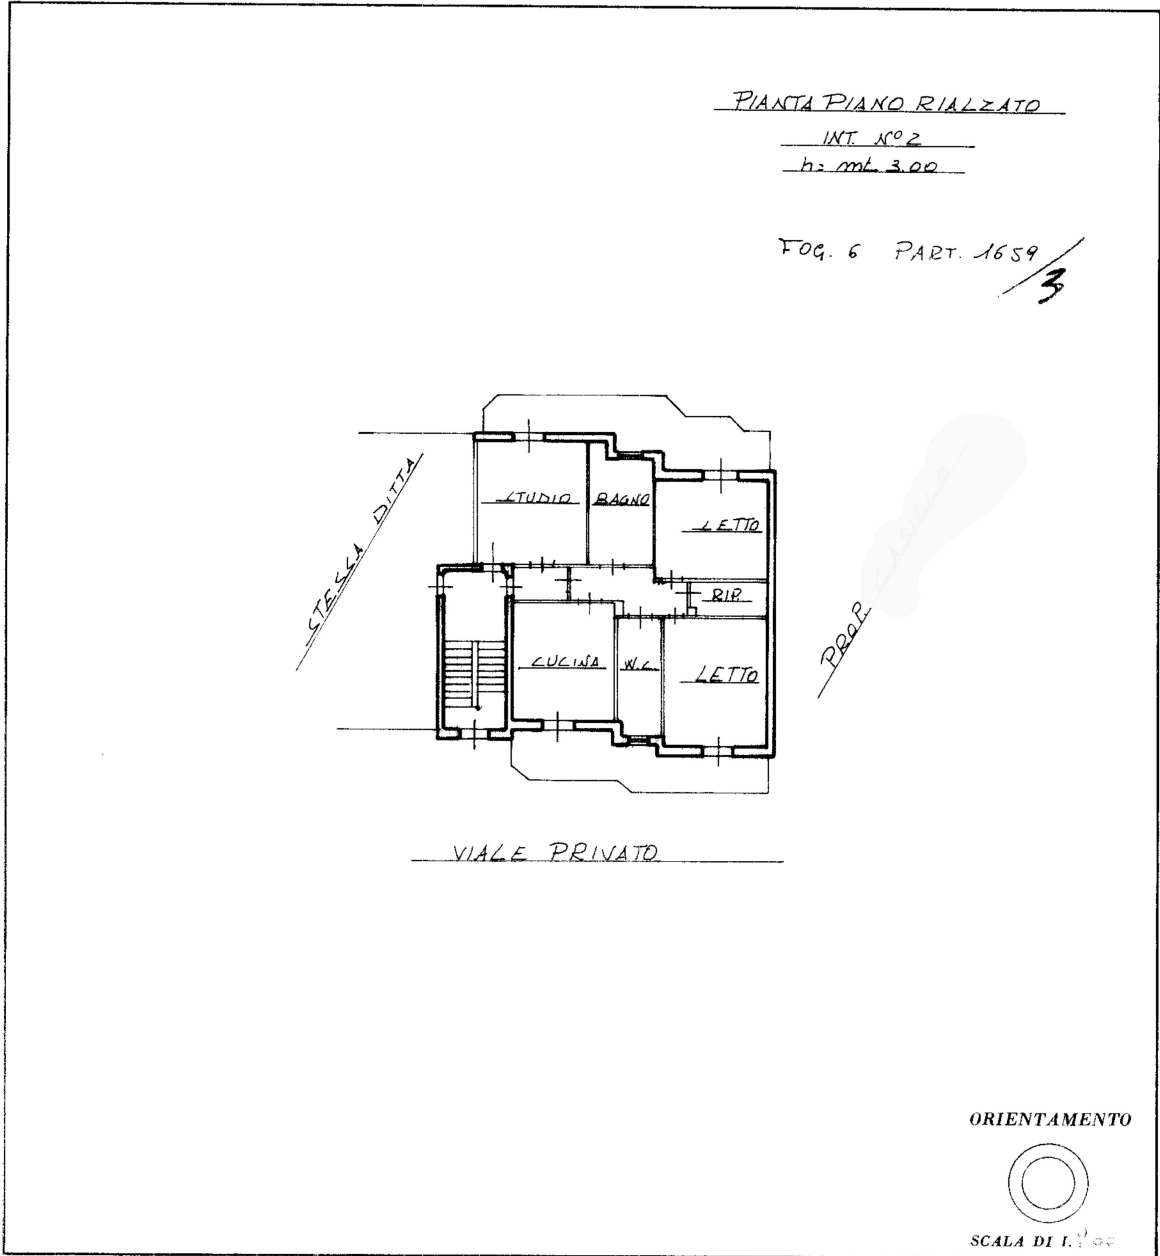 PIANTA PIANO RIALZATO
INT. Nº 2
h= mt. 3.00
FOG. 6 PART. 1659/3
STESSA DITTA
STUDIO
BAGNO
LETTO
RIP.
CUCINA
W.C.
LETTO
PROP.
VIALE PRIVATO
ORIENTAMENTO
SCALA DI 1.